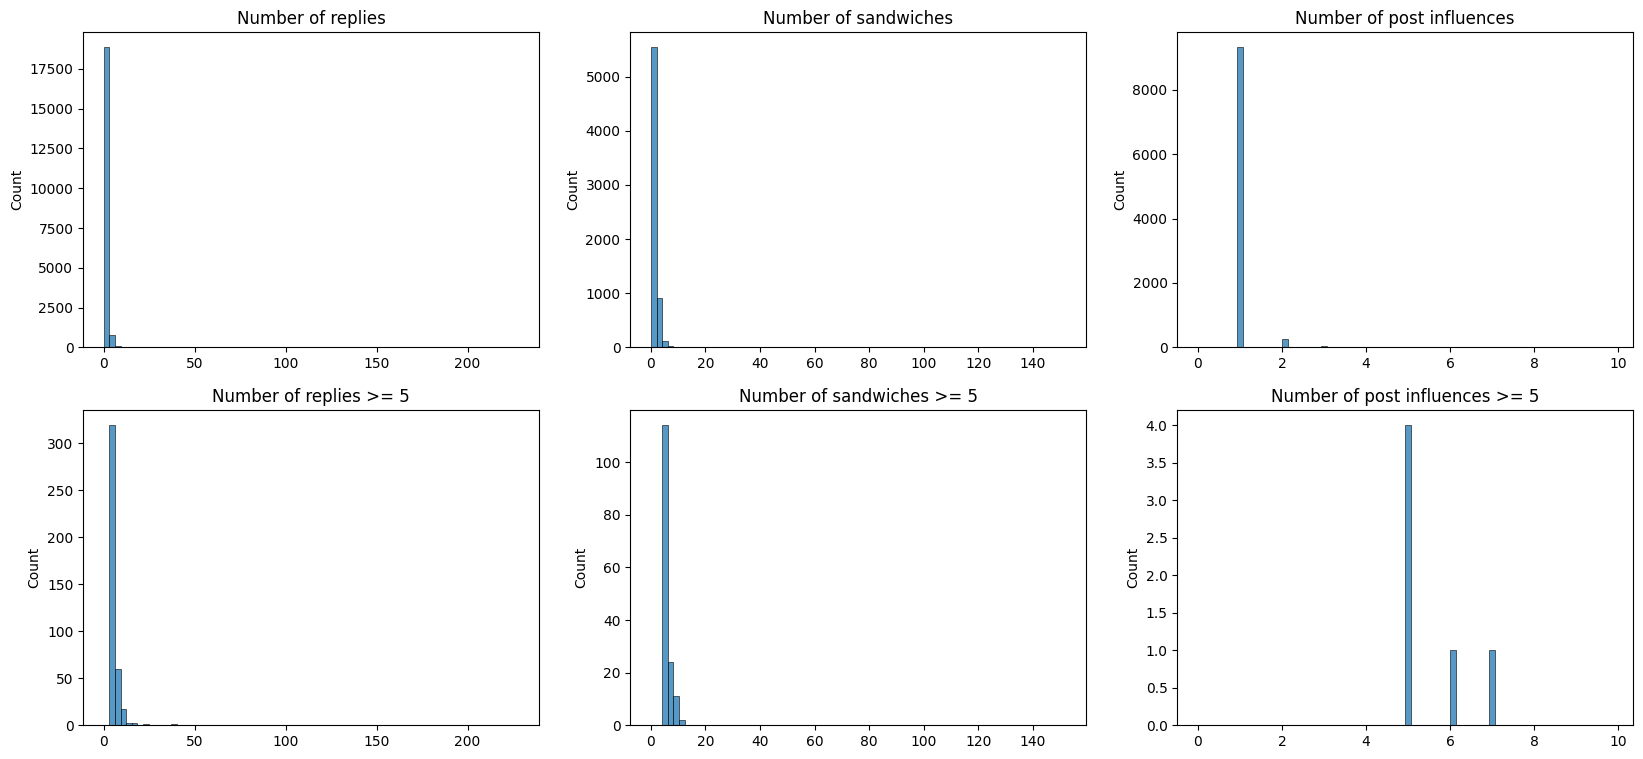 Number of replies
17500
15000
12500
10000
7500
5000
2500
0
Count
0 50 100 150 200
Number of sandwiches
5000
4000
3000
2000
1000
0
Count
0 20 40 60 80 100 120 140
Number of post influences
8000
6000
4000
2000
0
Count
0 2 4 6 8 10
Number of replies >= 5
300
250
200
150
100
50
0
Count
0 50 100 150 200
Number of sandwiches >= 5
100
80
60
40
20
0
Count
0 20 40 60 80 100 120 140
Number of post influences >= 5
4.0
3.5
3.0
2.5
2.0
1.5
1.0
0.5
0.0
Count
0 2 4 6 8 10